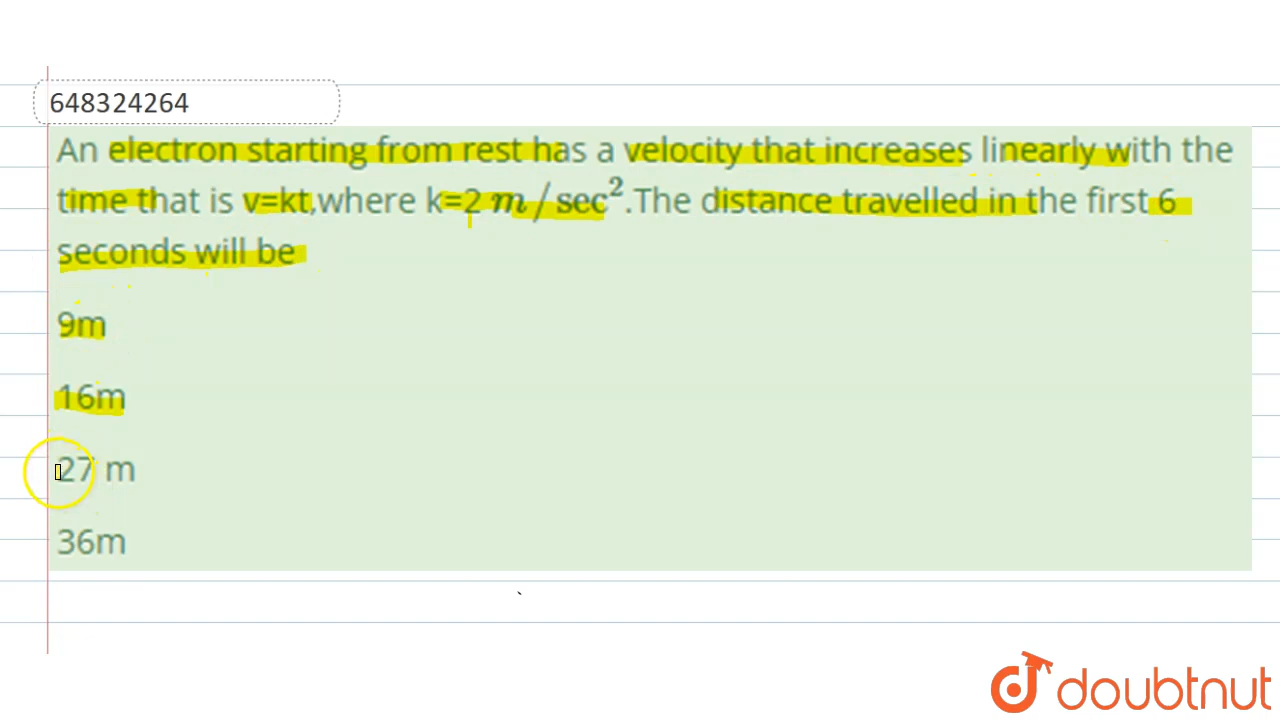 648324264
An electron starting from rest has a velocity that increases linearly with the
time that is v=kt,where k=2 m/sec².The distance travelled in the first 6
seconds will be
9m
16m
27 m
36m
doubtnut